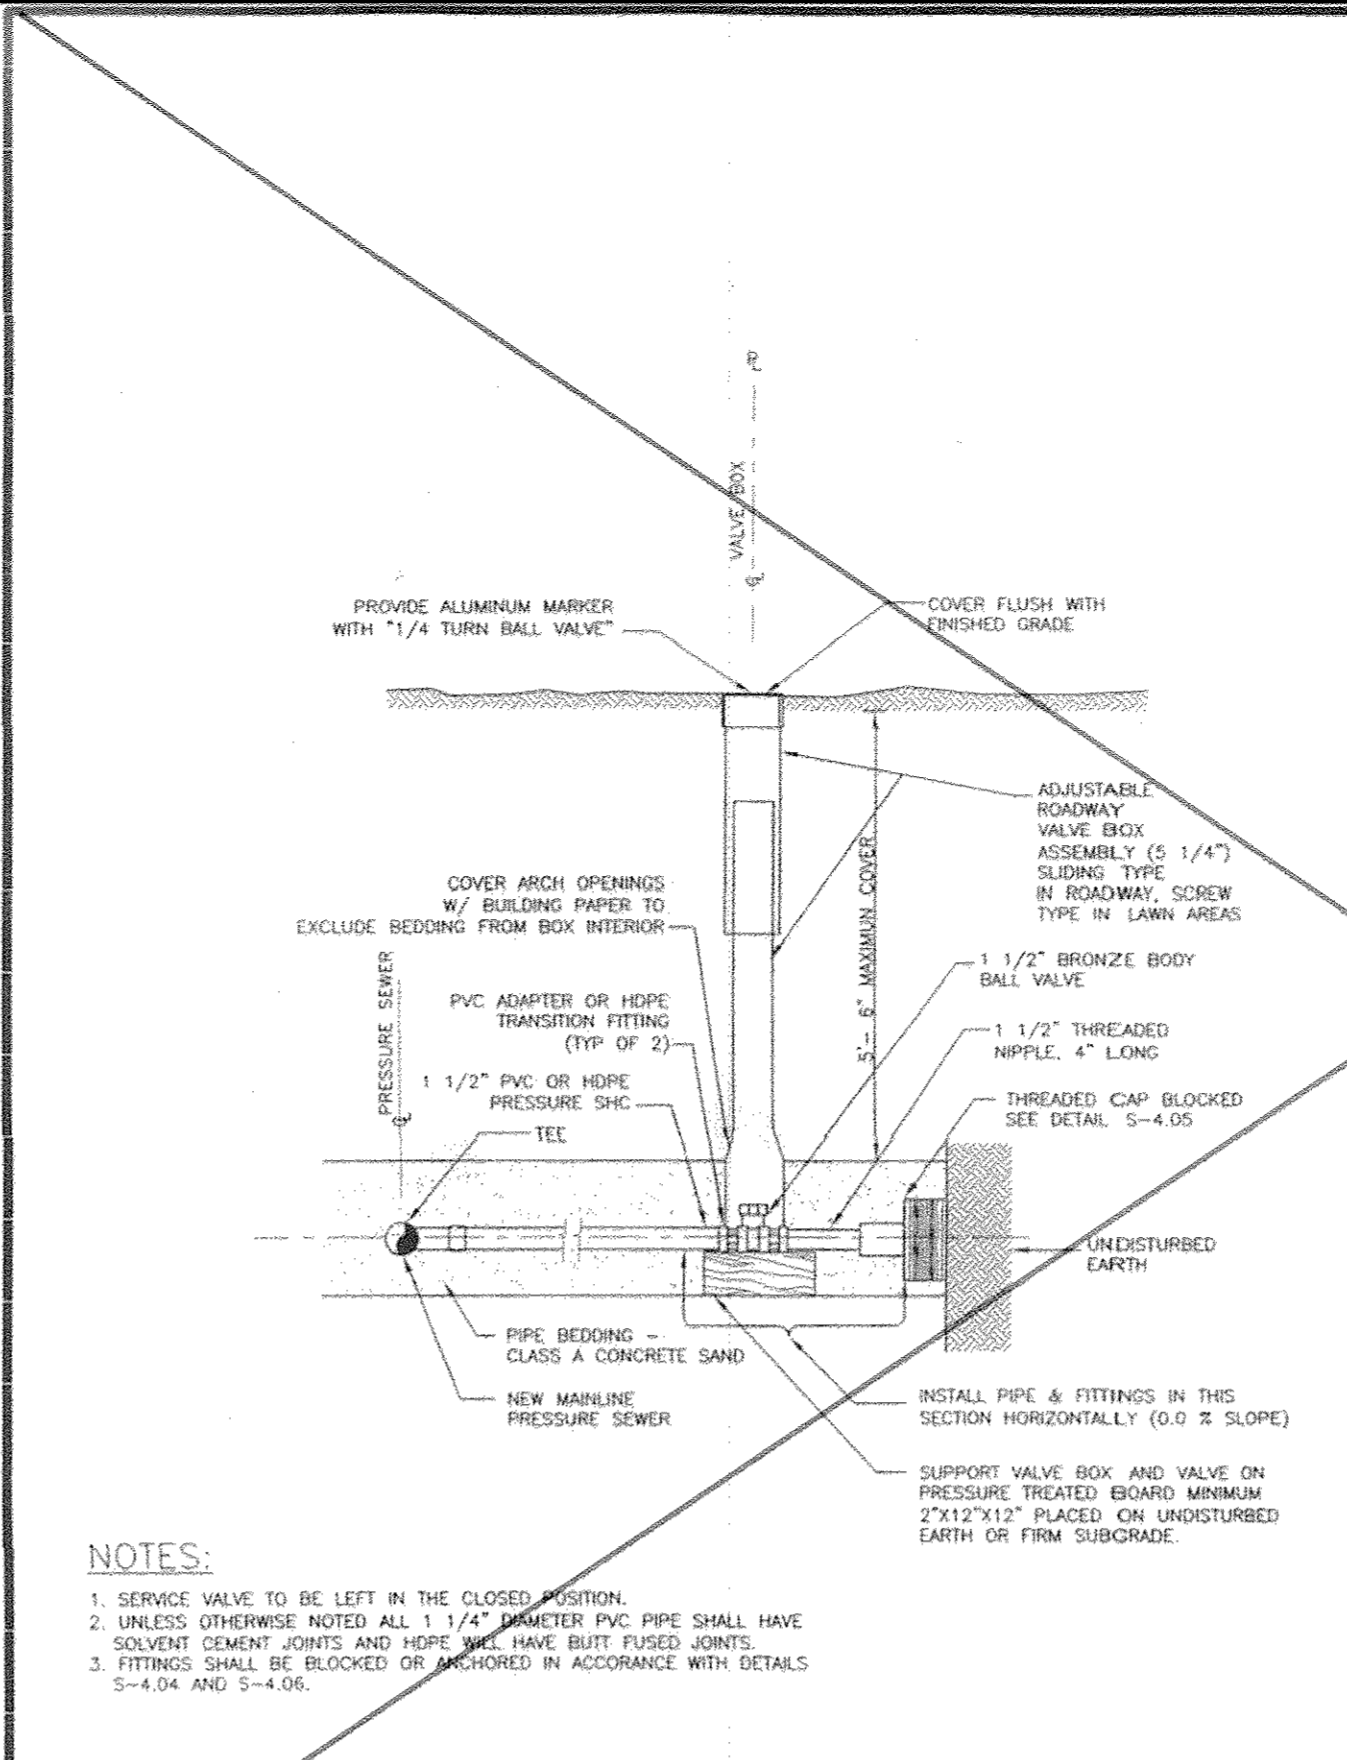 VALVE BOX
PROVIDE ALUMINUM MARKER
WITH "1/4 TURN BALL VALVE"
COVER FLUSH WITH
FINISHED GRADE
ADJUSTABLE
ROADWAY
VALVE BOX
ASSEMBLY (5 1/4")
SLIDING TYPE
IN ROADWAY, SCREW
TYPE IN LAWN AREAS
5'- 6" MAXIMUN COVER
COVER ARCH OPENINGS
W/ BUILDING PAPER TO
EXCLUDE BEDDING FROM BOX INTERIOR
PRESSURE SEWER
1 1/2" BRONZE BODY
BALL VALVE
PVC ADAPTER OR HDPE
TRANSITION FITTING
(TYP OF 2)
1 1/2" THREADED
NIPPLE, 4" LONG
1 1/2" PVC OR HDPE
PRESSURE SHC
THREADED CAP BLOCKED
SEE DETAIL S-4.05
TEE
UNDISTURBED
EARTH
PIPE BEDDING -
CLASS A CONCRETE SAND
NEW MAINLINE
PRESSURE SEWER
INSTALL PIPE & FITTINGS IN THIS
SECTION HORIZONTALLY (0.0 % SLOPE)
SUPPORT VALVE BOX AND VALVE ON
PRESSURE TREATED BOARD MINIMUM
2"X12"X12" PLACED ON UNDISTURBED
EARTH OR FIRM SUBGRADE.
NOTES:
1. SERVICE VALVE TO BE LEFT IN THE CLOSED POSITION.
2. UNLESS OTHERWISE NOTED ALL 1 1/4" DIAMETER PVC PIPE SHALL HAVE
SOLVENT CEMENT JOINTS AND HDPE WILL HAVE BUTT FUSED JOINTS.
3. FITTINGS SHALL BE BLOCKED OR ANCHORED IN ACCORANCE WITH DETAILS
S-4.04 AND S-4.06.